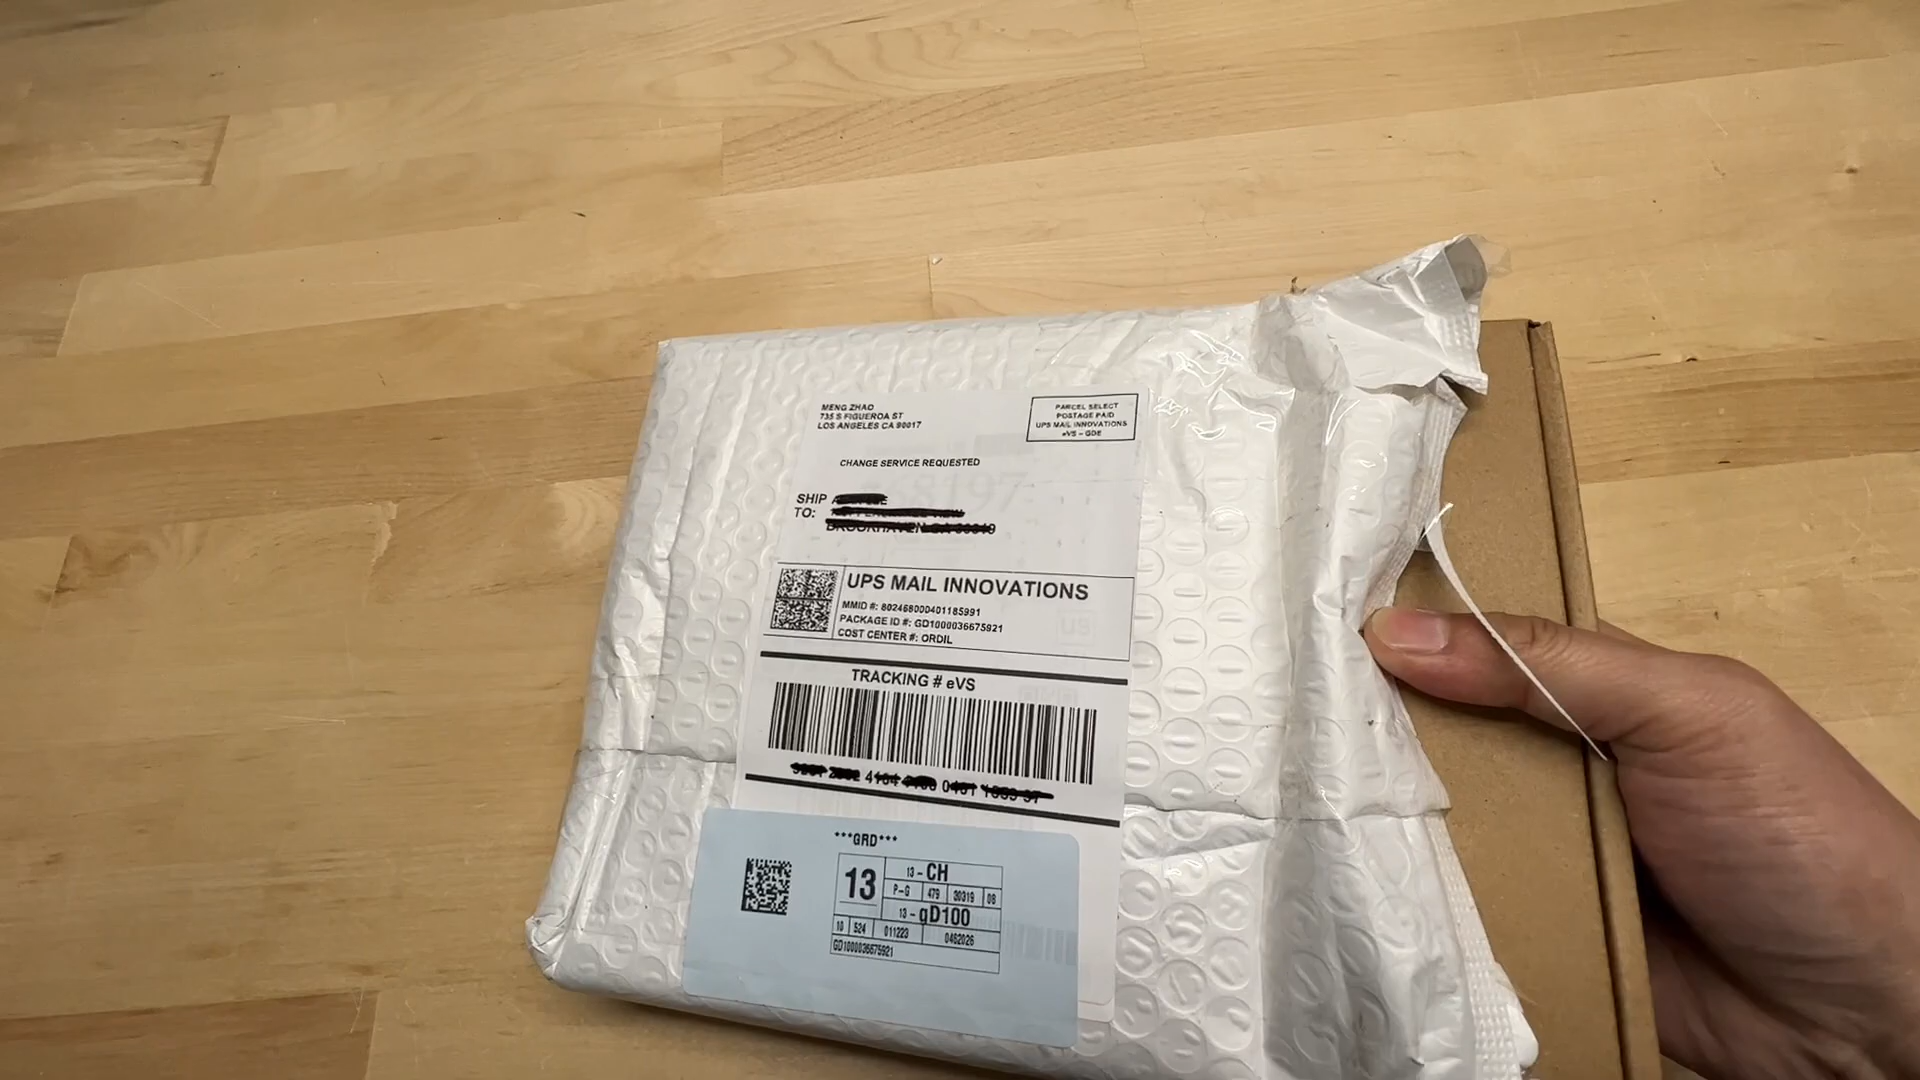 MENG ZHAO
735 S FIGUEROA ST
LOS ANGELES CA 90017
PARCEL SELECT
POSTAGE PAID
UPS MAIL INNOVATIONS
eVS – GDE
CHANGE SERVICE REQUESTED
SHIP
TO:
UPS MAIL INNOVATIONS
MMID #: 802468000401185991
PACKAGE ID #: GD1000036675921
COST CENTER #: ORDIL
TRACKING # eVS
***GRD***
13
13 - CH
P-G 479 30319 08
13 - gD100
10 524 011223 0462026
GD1000036675921